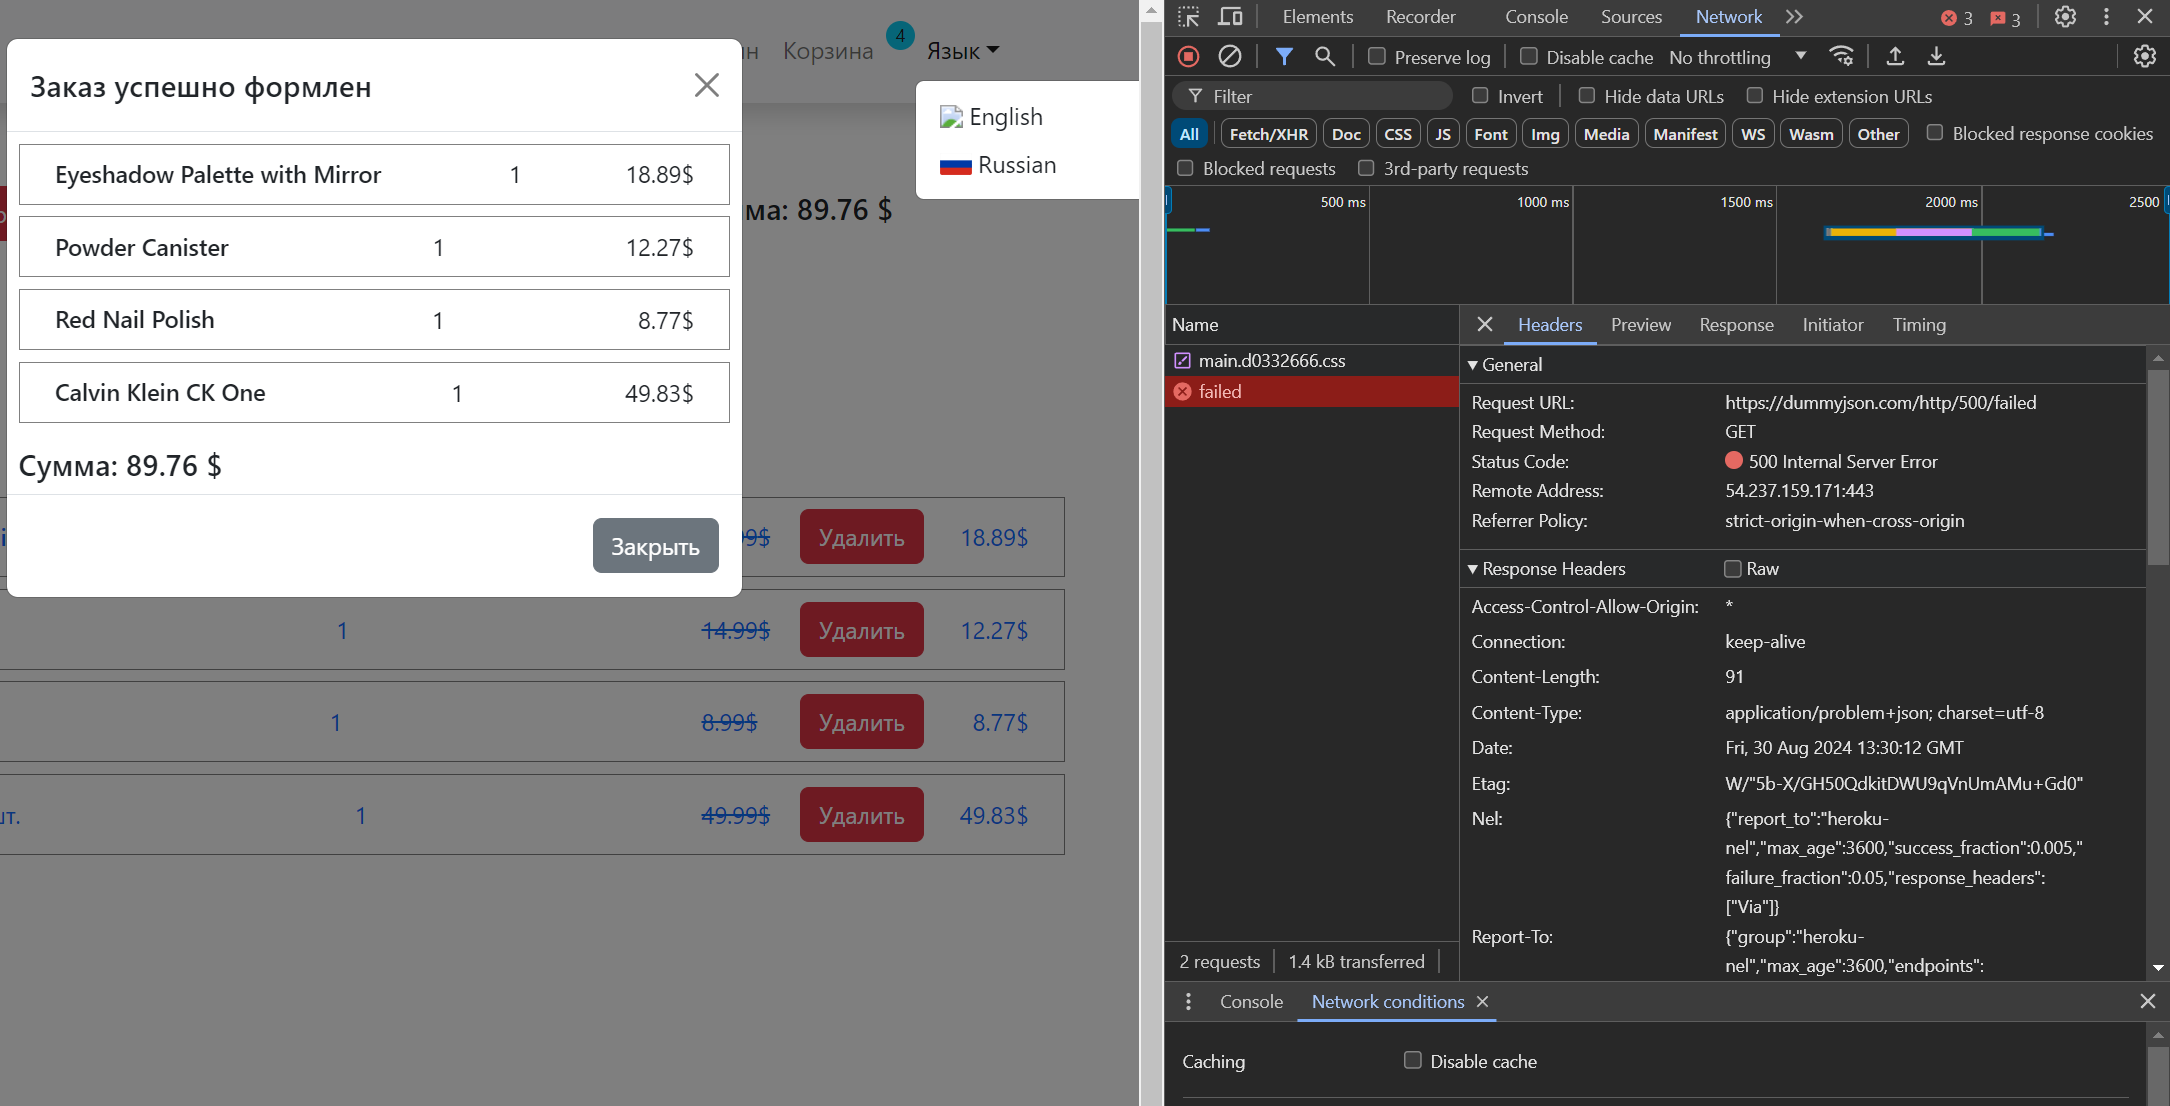 Заказ успешно формлен
Eyeshadow Palette with Mirror 1 18.89$
Powder Canister 1 12.27$
Red Nail Polish 1 8.77$
Calvin Klein CK One 1 49.83$
Сумма: 89.76 $
Закрыть
Корзина 4 Язык
English
Russian
ма: 89.76 $
Удалить 18.89$
1 14.99$ Удалить 12.27$
1 8.99$ Удалить 8.77$
шт. 1 49.99$ Удалить 49.83$
Elements Recorder Console Sources Network 3 3
Preserve log Disable cache No throttling
Filter Invert Hide data URLs Hide extension URLs
All Fetch/XHR Doc CSS JS Font Img Media Manifest WS Wasm Other Blocked response cookies
Blocked requests 3rd-party requests
500 ms 1000 ms 1500 ms 2000 ms 2500
Name
main.d0332666.css
failed
2 requests 1.4 kB transferred
Headers Preview Response Initiator Timing
General
Request URL: https://dummyjson.com/http/500/failed
Request Method: GET
Status Code: 500 Internal Server Error
Remote Address: 54.237.159.171:443
Referrer Policy: strict-origin-when-cross-origin
Response Headers Raw
Access-Control-Allow-Origin: *
Connection: keep-alive
Content-Length: 91
Content-Type: application/problem+json; charset=utf-8
Date: Fri, 30 Aug 2024 13:30:12 GMT
Etag: W/"5b-X/GH50QdkitDWU9qVnUmAMu+Gd0"
Nel: {"report_to":"heroku-
nel","max_age":3600,"success_fraction":0.005,"
failure_fraction":0.05,"response_headers":
["Via"]}
Report-To: {"group":"heroku-
nel","max_age":3600,"endpoints":
Console Network conditions
Caching Disable cache